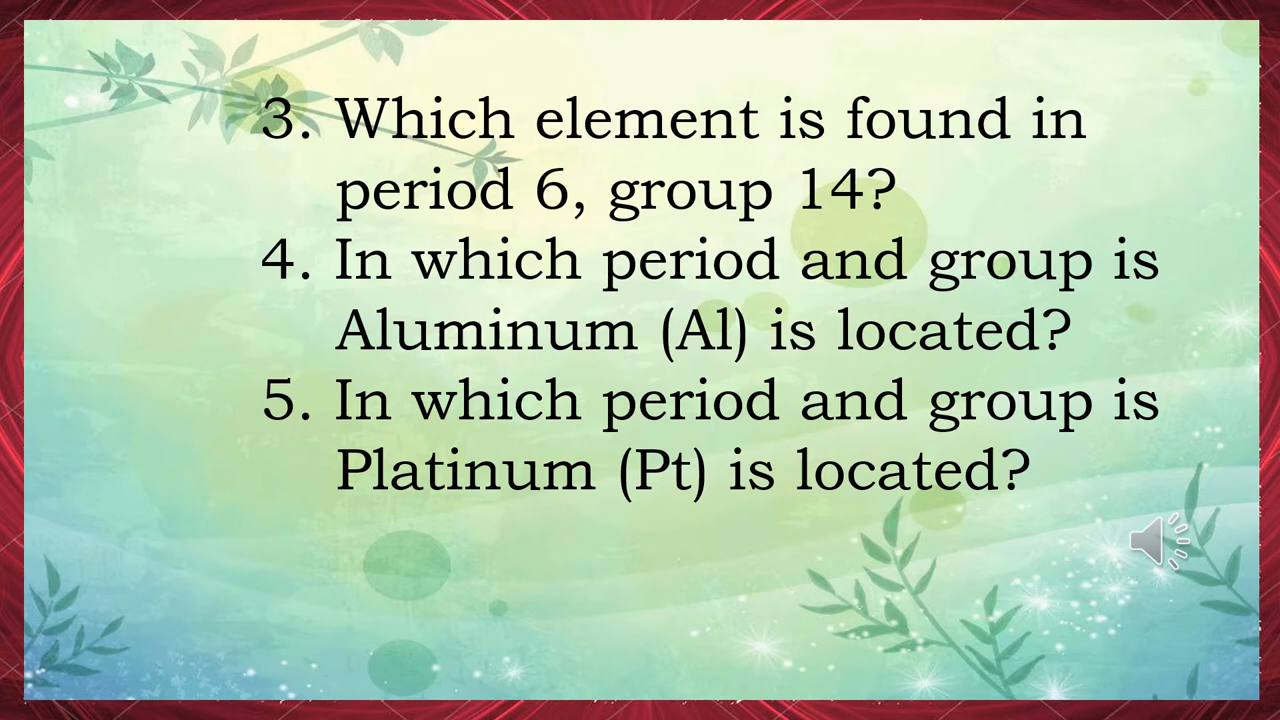 3. Which element is found in
period 6, group 14?
4. In which period and group is
Aluminum (Al) is located?
5. In which period and group is
Platinum (Pt) is located?